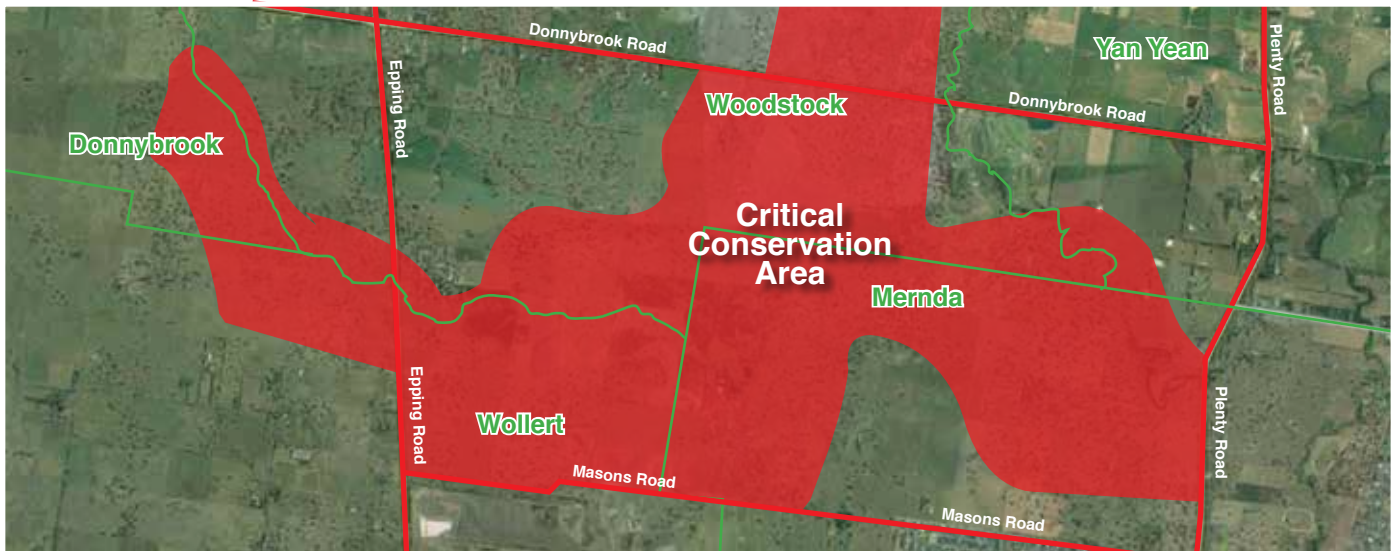 Donnybrook Road
Yan Yean
Plenty Road
Epping Road
Woodstock
Donnybrook Road
Donnybrook
Critical
Conservation
Area
Mernda
Epping Road
Plenty Road
Wollert
Masons Road
Masons Road